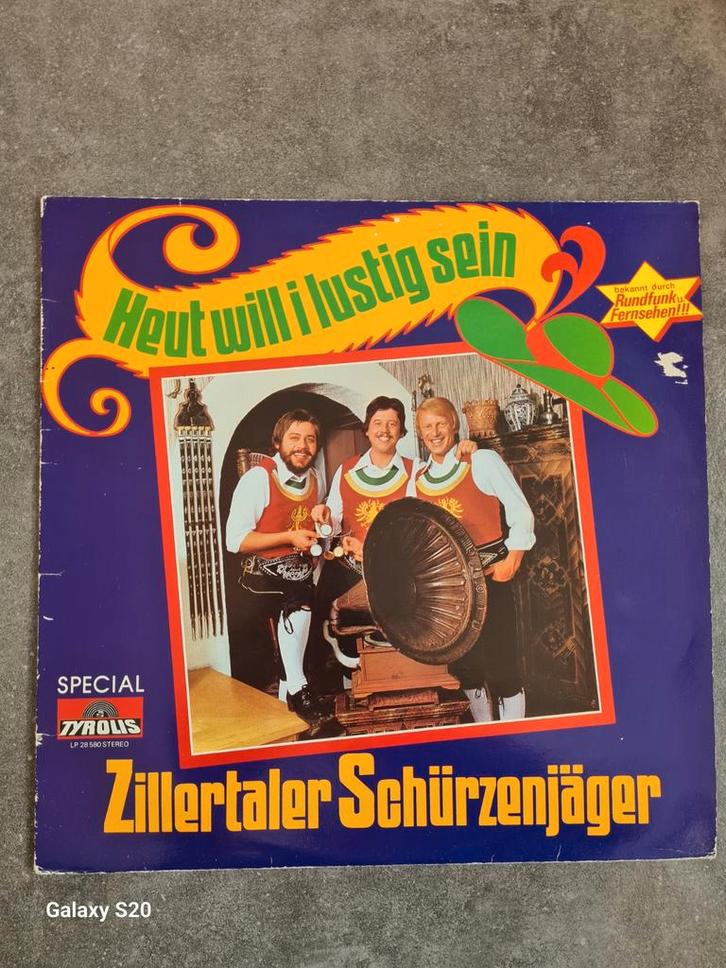 Heut will i lustig sein
bekannt durch
Rundfunk u.
Fernsehen!!!
SPECIAL
TYROLIS
LP 28 580 STEREO
Zillertaler Schürzenjäger
Galaxy S20